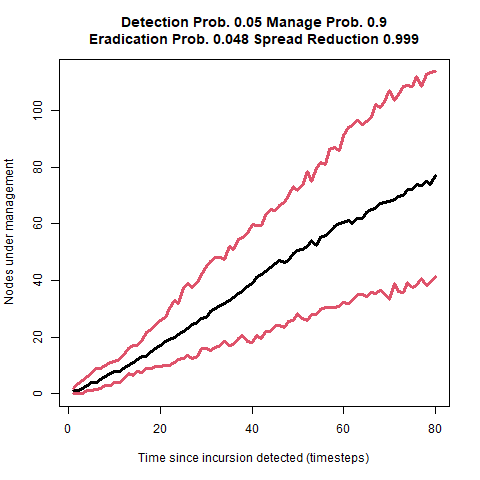 Detection Prob. 0.05 Manage Prob. 0.9
Eradication Prob. 0.048 Spread Reduction 0.999
Nodes under management
100
80
60
40
20
0
0 20 40 60 80
Time since incursion detected (timesteps)